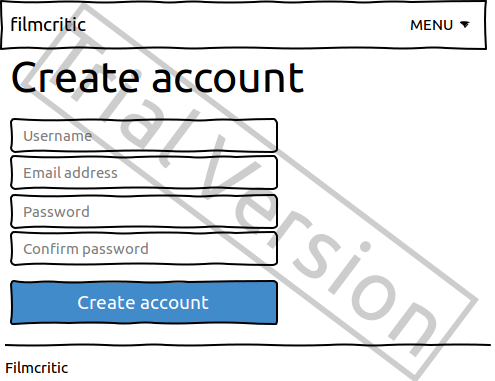 filmcritic MENU
Create account
Username
Email address
Password
Confirm password
Create account
Filmcritic
Trial Version